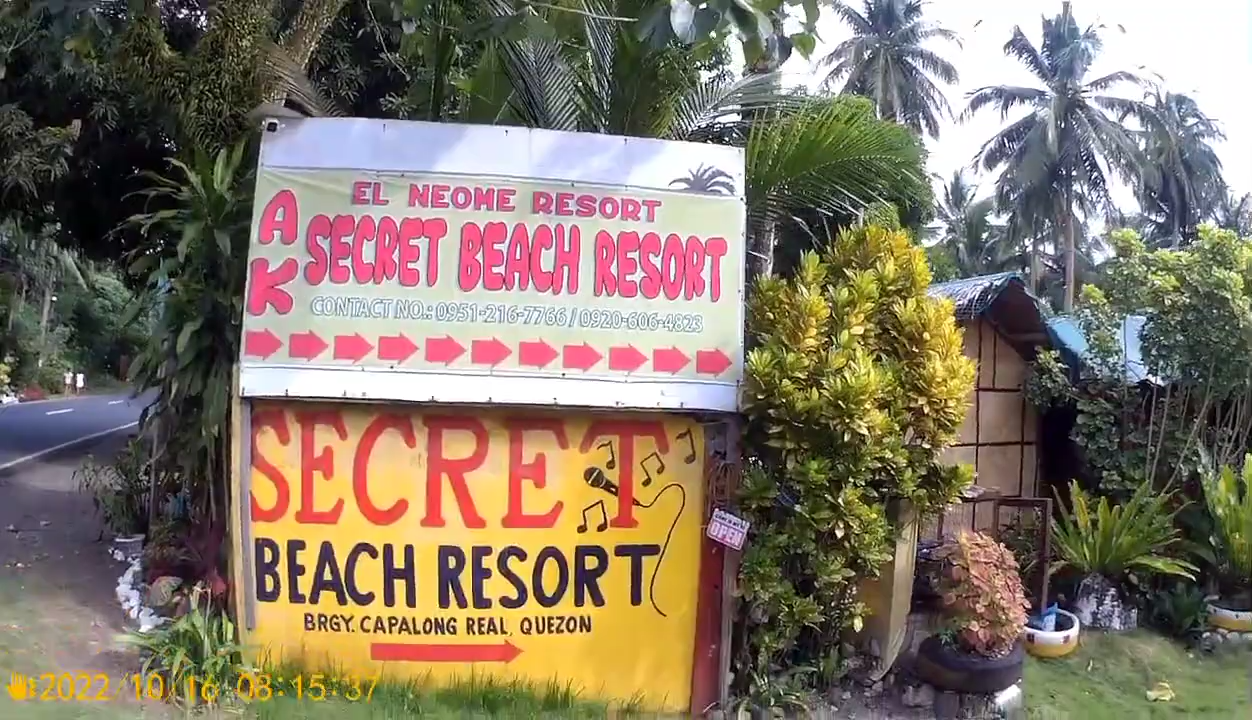 EL NEOME RESORT
AKA
SECRET BEACH RESORT
CONTACT NO.: 0951-216-7766 / 0920-606-4823
SECRET
BEACH RESORT
BRGY. CAPALONG REAL, QUEZON
OPEN
2022/10/16 08:15:37